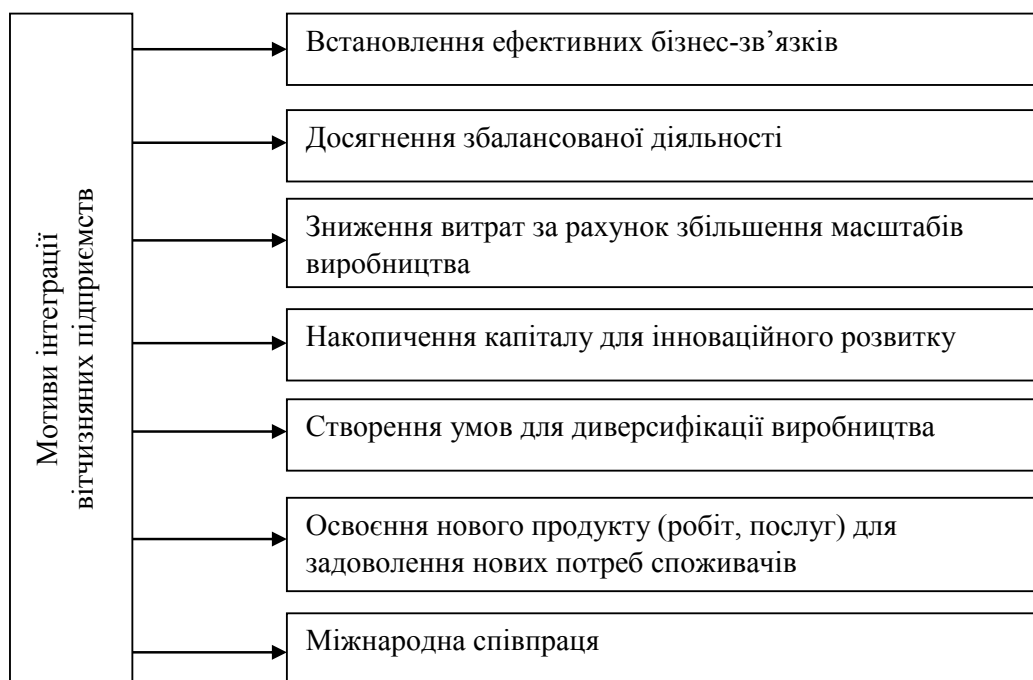 Мотиви інтеграції
вітчизняних підприємств
Встановлення ефективних бізнес-зв’язків
Досягнення збалансованої діяльності
Зниження витрат за рахунок збільшення масштабів
виробництва
Накопичення капіталу для інноваційного розвитку
Створення умов для диверсифікації виробництва
Освоєння нового продукту (робіт, послуг) для
задоволення нових потреб споживачів
Міжнародна співпраця